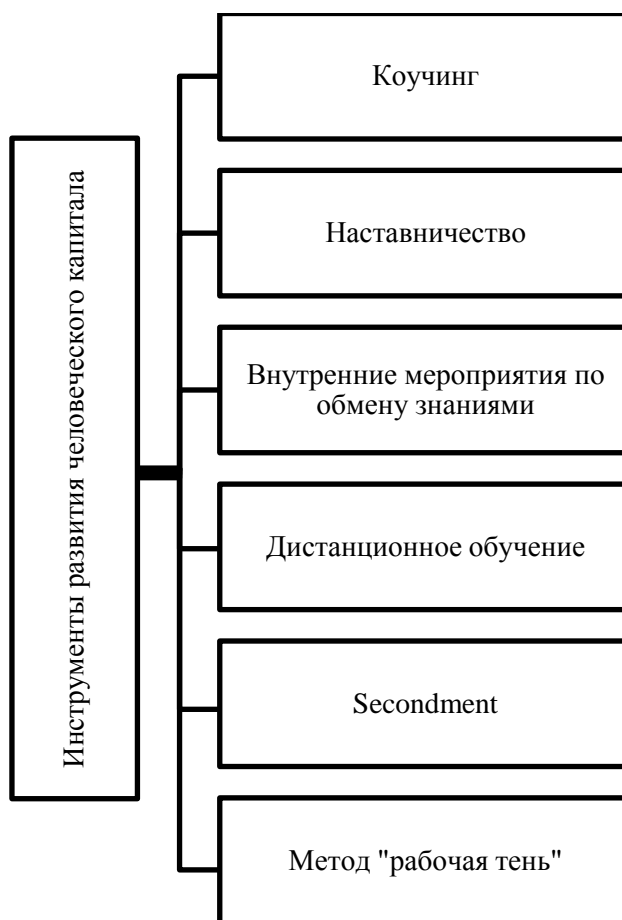 Инструменты развития человеческого капитала
Коучинг
Наставничество
Внутренние мероприятия по
обмену знаниями
Дистанционное обучение
Secondment
Метод "рабочая тень"